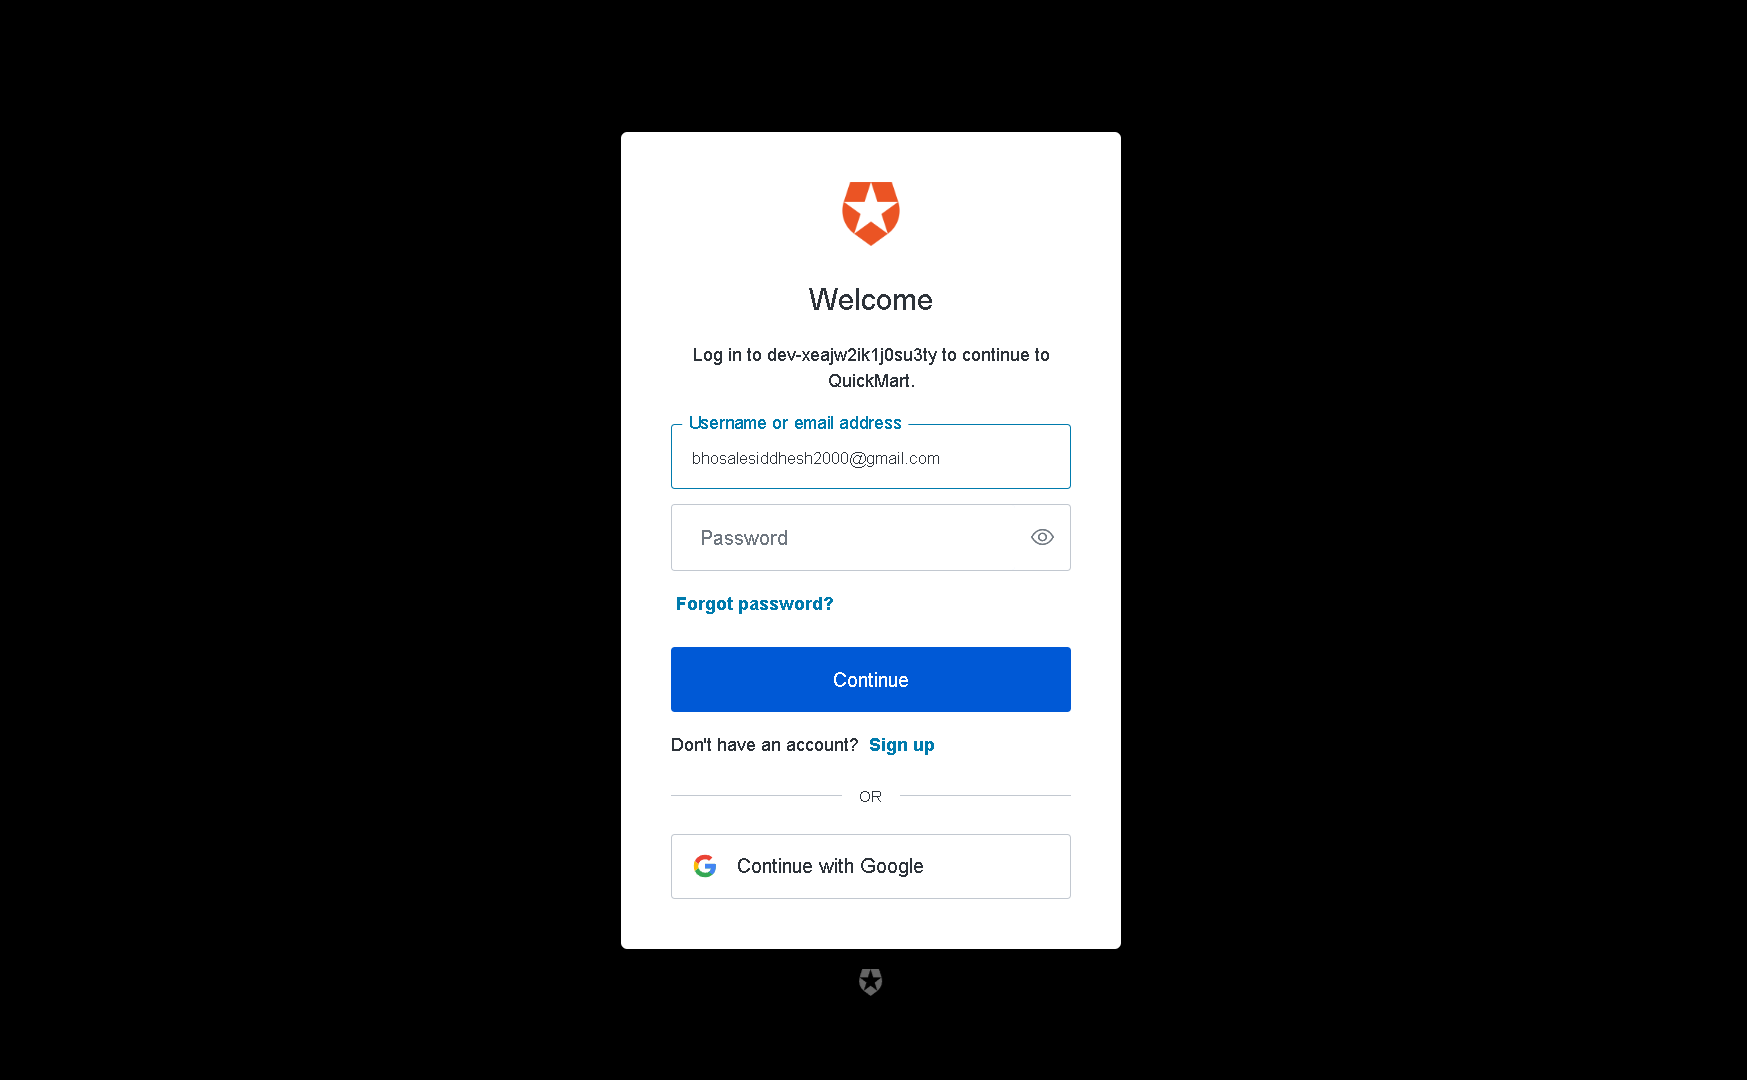 Welcome
Log in to dev-xeajw2ik1j0su3ty to continue to
QuickMart.
Username or email address
bhosalesiddhesh2000@gmail.com
Password
Forgot password?
Continue
Don't have an account? Sign up
OR
Continue with Google